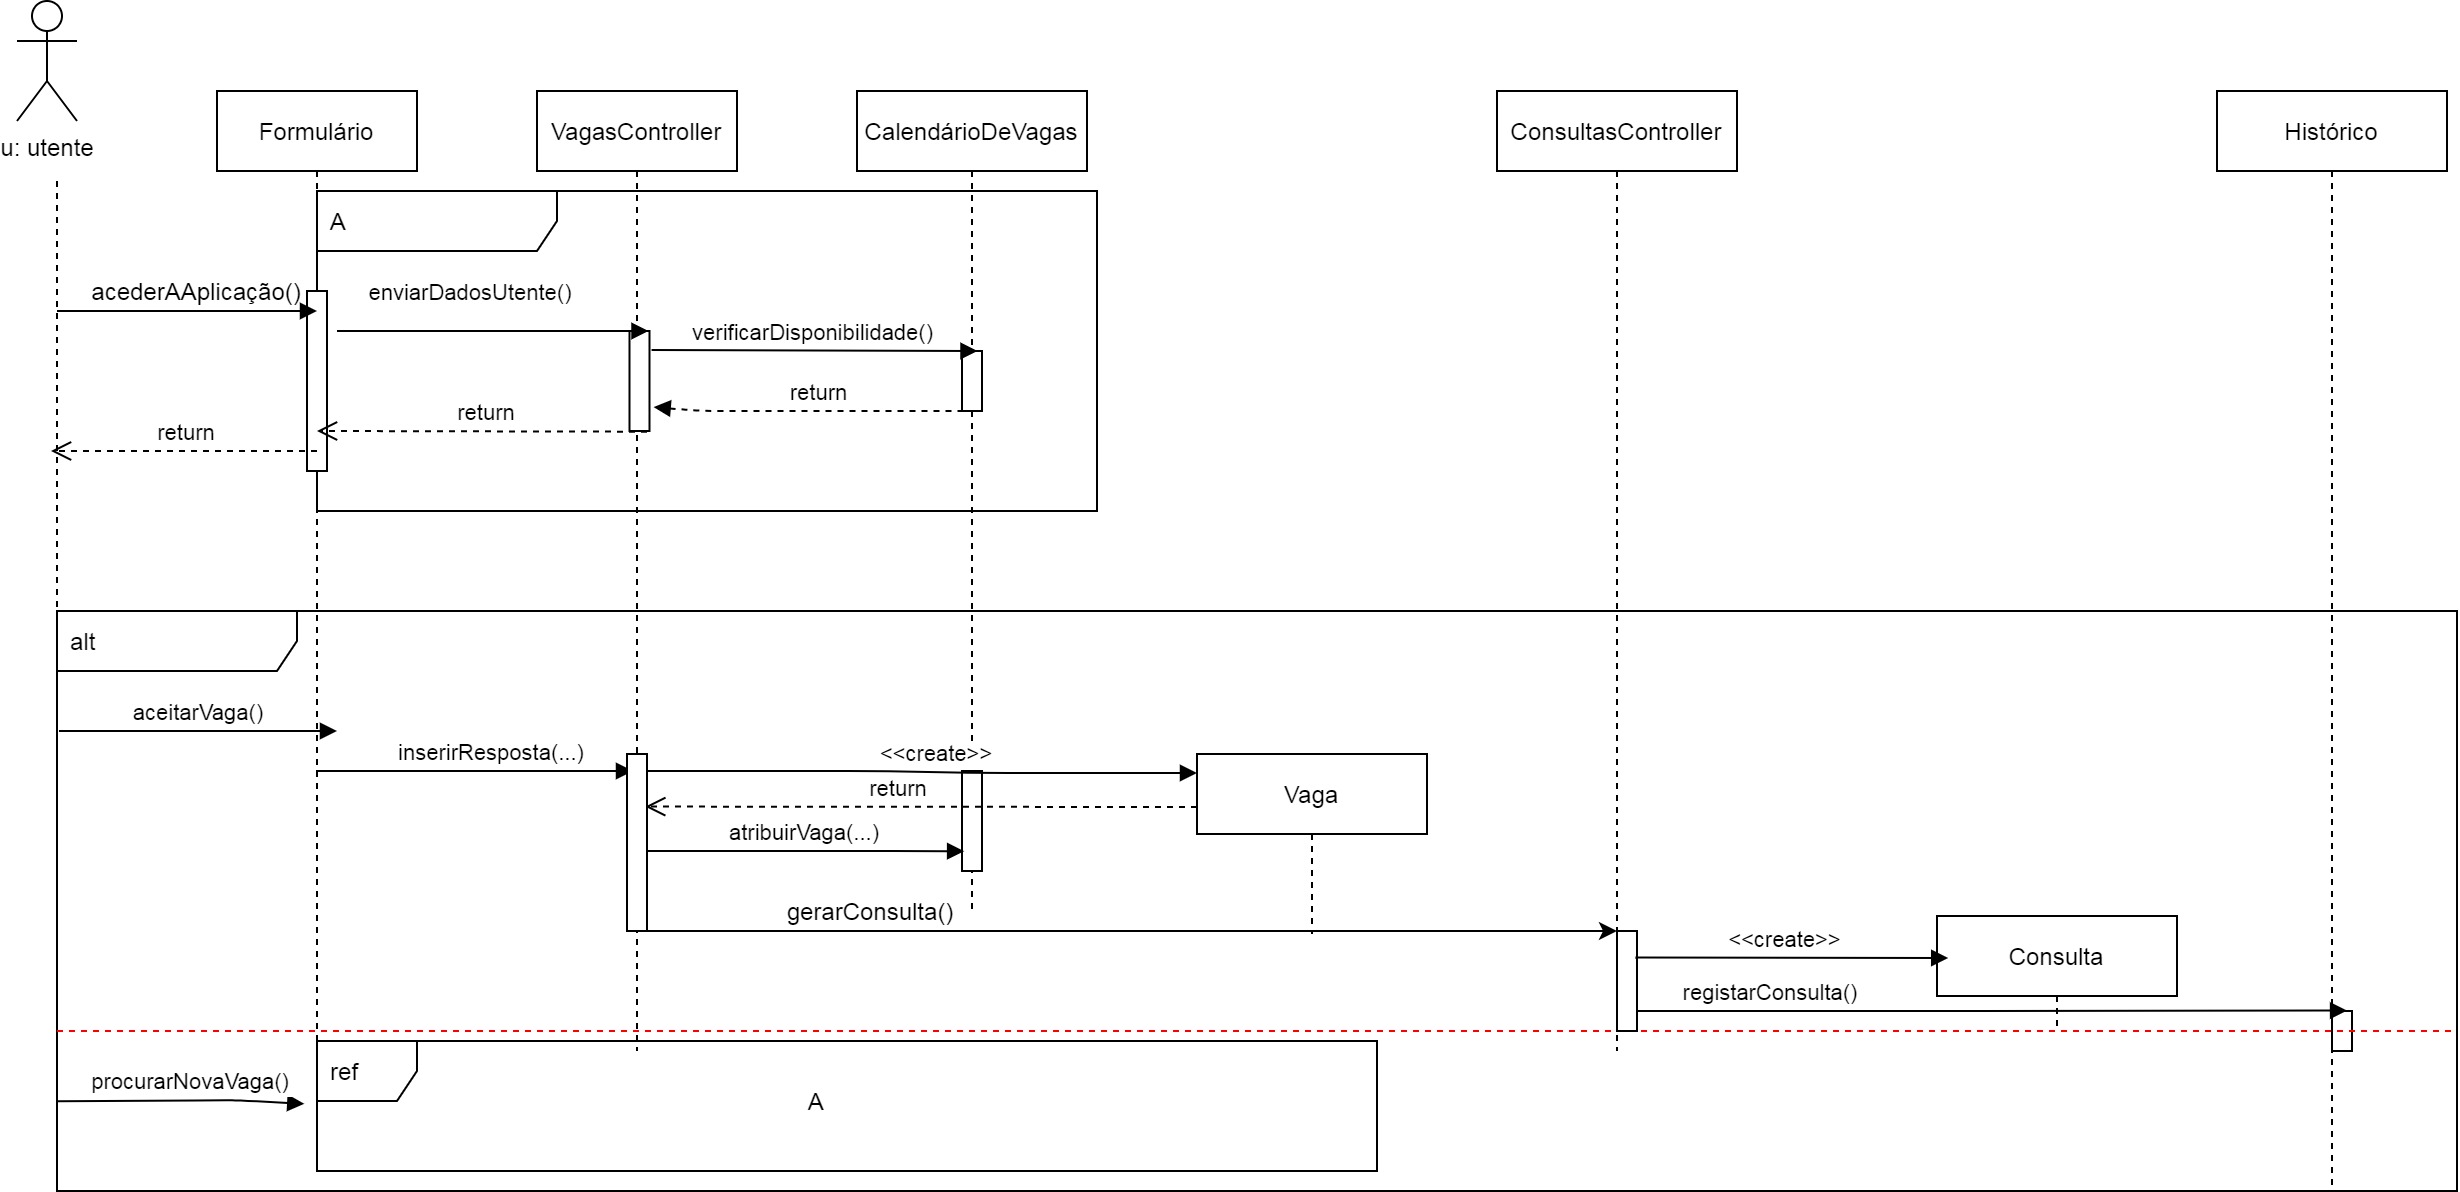 u: utente
Formulário
VagasController
CalendárioDeVagas
ConsultasController
Histórico
A
acederAAplicação()
enviarDadosUtente()
verificarDisponibilidade()
return
return
return
alt
aceitarVaga()
inserirResposta(...)
<<create>>
return
Vaga
atribuirVaga(...)
gerarConsulta()
<<create>>
Consulta
registarConsulta()
ref
procurarNovaVaga()
A